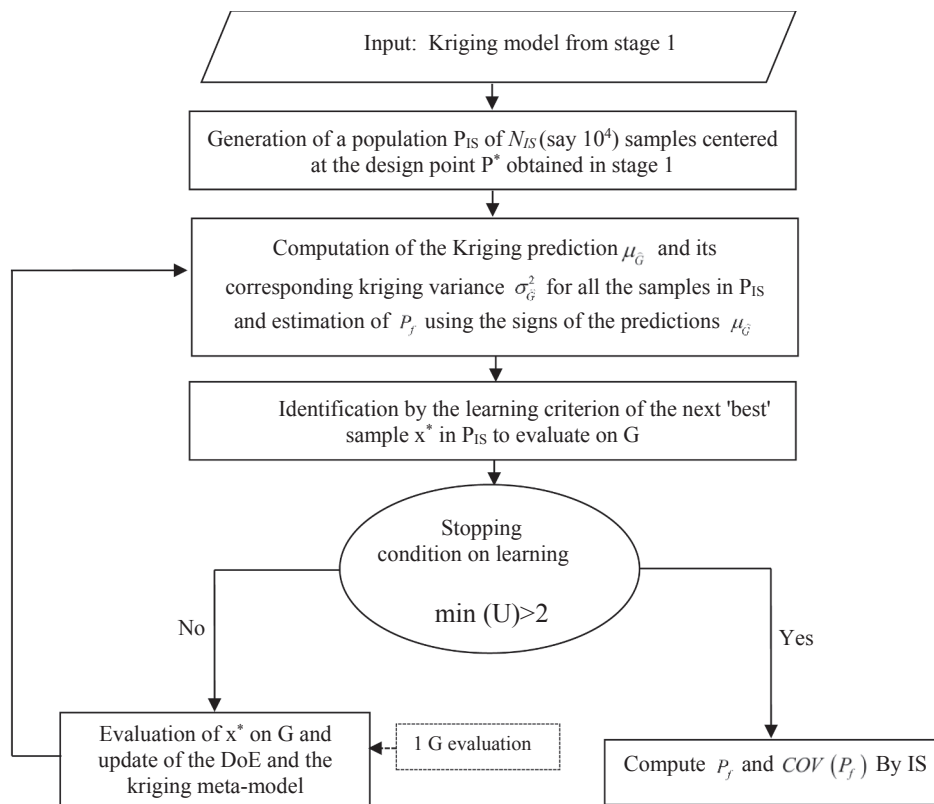 Input: Kriging model from stage 1
Generation of a population P_IS of N_IS (say 10^4) samples centered
at the design point P^* obtained in stage 1
Computation of the Kriging prediction μ_Ĝ and its
corresponding kriging variance σ²_Ĝ for all the samples in P_IS
and estimation of P_f using the signs of the predictions μ_Ĝ
Identification by the learning criterion of the next 'best'
sample x^* in P_IS to evaluate on G
Stopping
condition on learning
min (U)>2
No
Yes
Evaluation of x^* on G and
update of the DoE and the
kriging meta-model
1 G evaluation
Compute P_f and COV (P_f) By IS